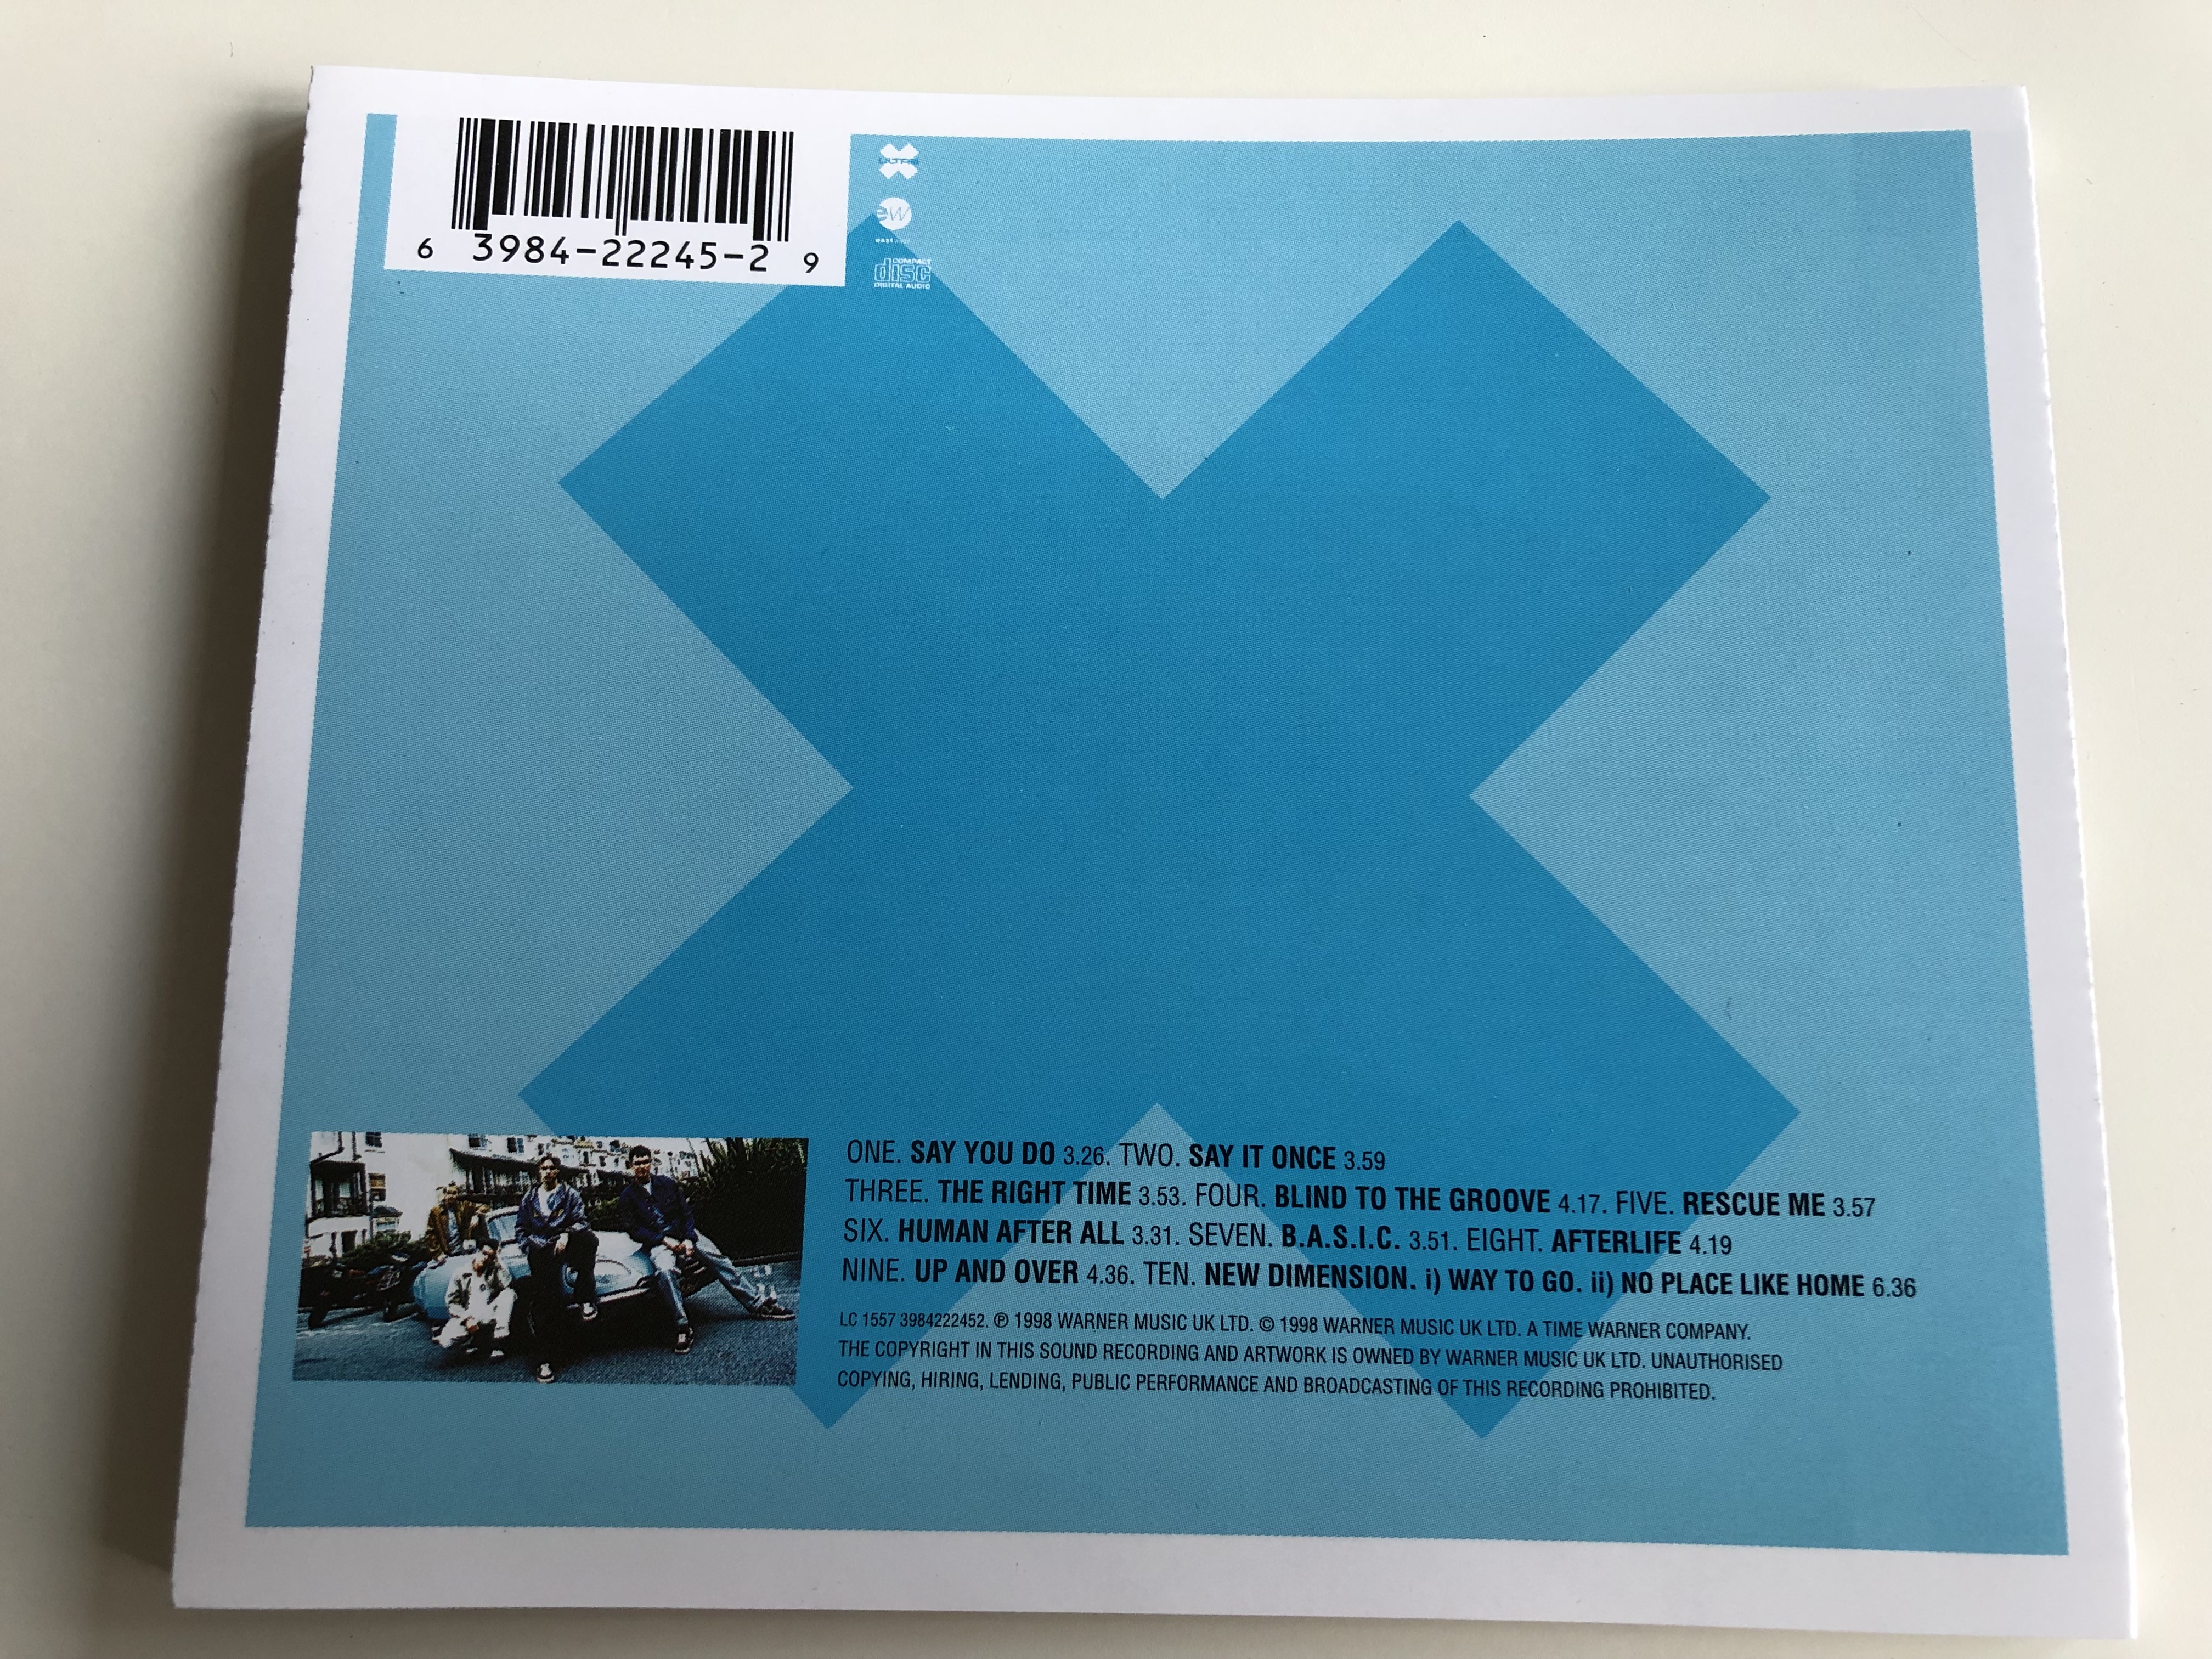 6 3984-22245-2 9
ULTRA
ew
east west
COMPACT
disc
DIGITAL AUDIO
ONE. SAY YOU DO 3.26. TWO. SAY IT ONCE 3.59
THREE. THE RIGHT TIME 3.53. FOUR. BLIND TO THE GROOVE 4.17. FIVE. RESCUE ME 3.57
SIX. HUMAN AFTER ALL 3.31. SEVEN. B.A.S.I.C. 3.51. EIGHT. AFTERLIFE 4.19
NINE. UP AND OVER 4.36. TEN. NEW DIMENSION. i) WAY TO GO. ii) NO PLACE LIKE HOME 6.36
LC 1557 3984222452. ℗ 1998 WARNER MUSIC UK LTD. © 1998 WARNER MUSIC UK LTD. A TIME WARNER COMPANY.
THE COPYRIGHT IN THIS SOUND RECORDING AND ARTWORK IS OWNED BY WARNER MUSIC UK LTD. UNAUTHORISED
COPYING, HIRING, LENDING, PUBLIC PERFORMANCE AND BROADCASTING OF THIS RECORDING PROHIBITED.